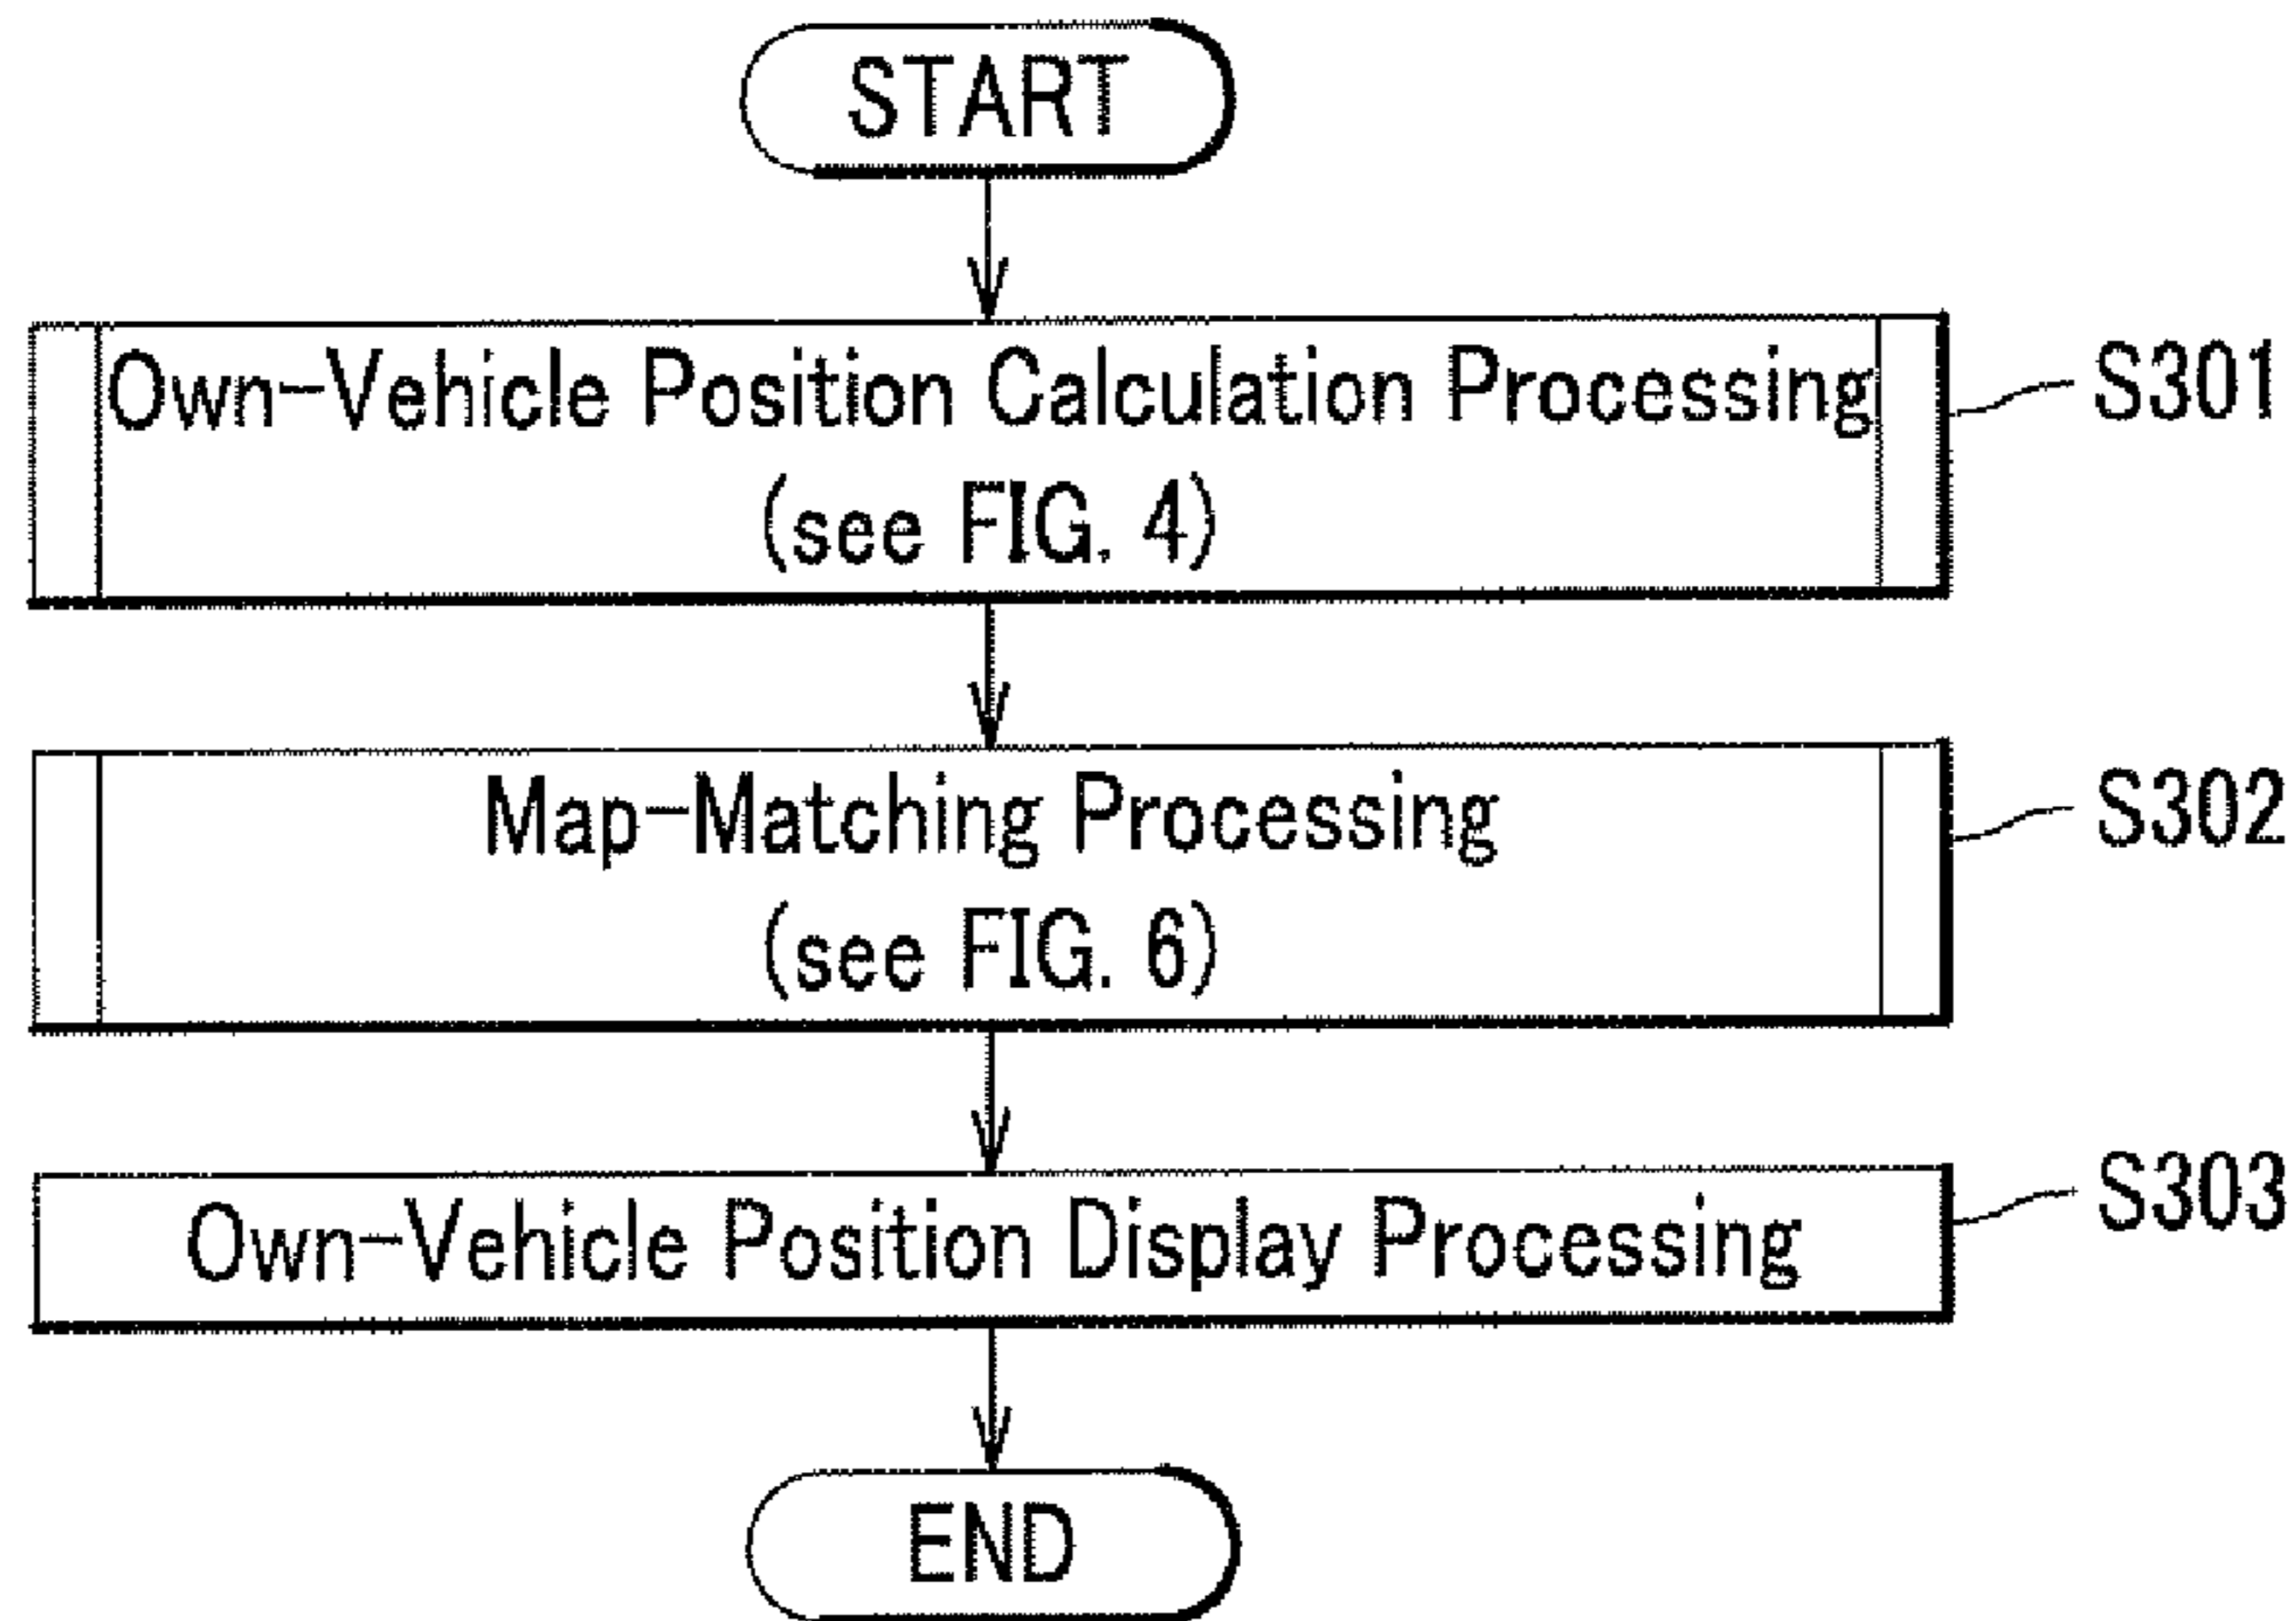 START
Own-Vehicle Position Calculation Processing
(see FIG. 4)
S301
Map-Matching Processing
(see FIG. 6)
S302
Own-Vehicle Position Display Processing
S303
END